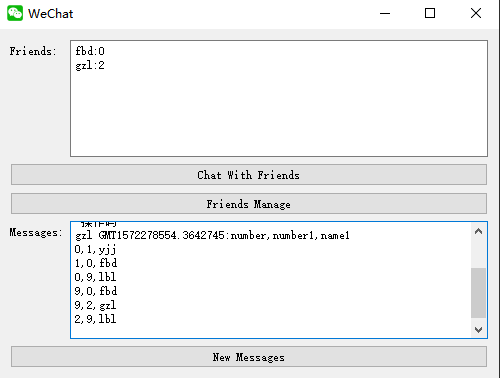 WeChat
Friends:
fbd:0
gzl:2
Chat With Friends
Friends Manage
Messages:
gzl GMT1572278554.3642745:number,number1,name1
0,1,yjj
1,0,fbd
0,9,lbl
9,0,fbd
9,2,gzl
2,9,lbl
New Messages